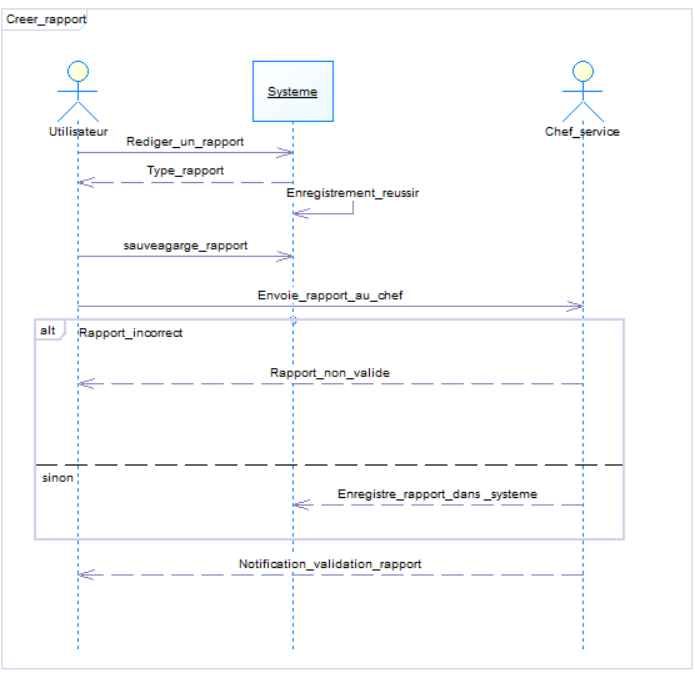 Creer_rapport
Systeme
Utilisateur
Chef_service
Rediger_un_rapport
Type_rapport
Enregistrement_reussir
sauveagarge_rapport
Envoie_rapport_au_chef
alt
Rapport_incorrect
Rapport_non_valide
sinon
Enregistre_rapport_dans _systeme
Notification_validation_rapport